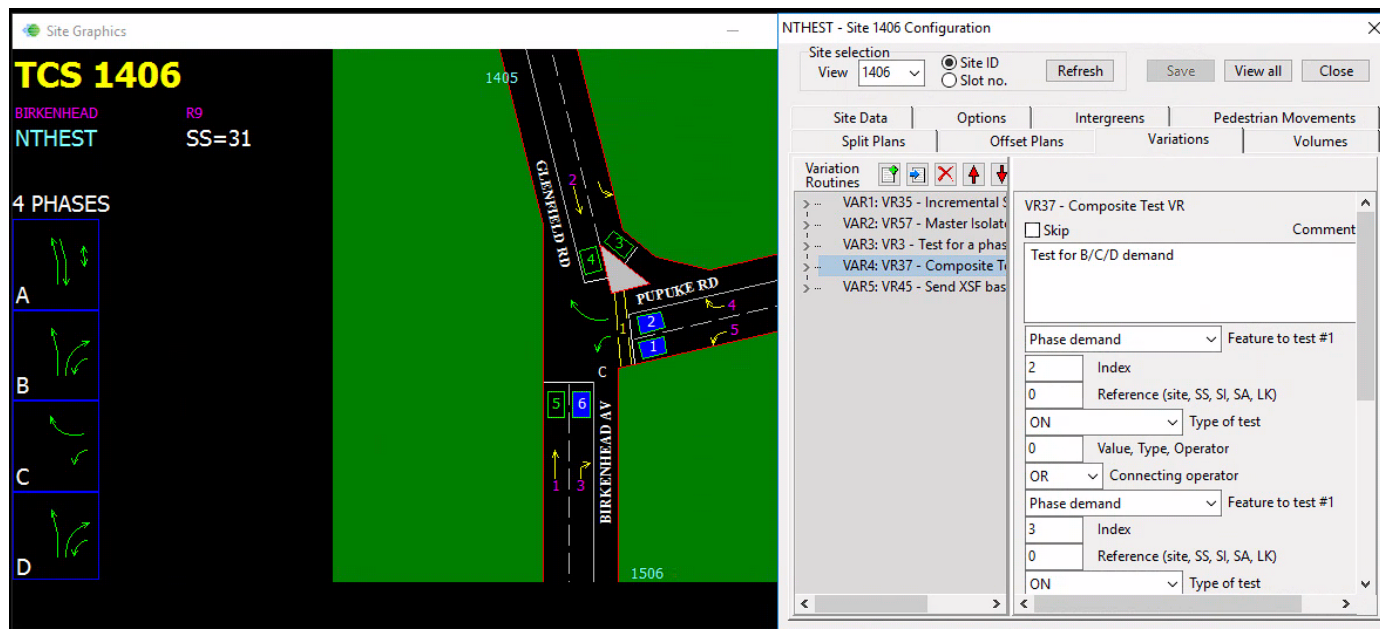 Site Graphics
TCS 1406
BIRKENHEAD R9
NTHEST SS=31
4 PHASES
A
B
C
D
1405
GLENFIELD RD
2
3
4
PUPUKE RD
1
2
4
1
5
C
5 6
BIRKENHEAD AV
1 3
1506
NTHEST - Site 1406 Configuration
Site selection
View 1406 Site ID
Slot no.
Refresh Save View all Close
Site Data Options Intergreens Pedestrian Movements
Split Plans Offset Plans Variations Volumes
Variation
Routines
VAR1: VR35 - Incremental S
VAR2: VR57 - Master Isolate
VAR3: VR3 - Test for a phas
VAR4: VR37 - Composite Te
VAR5: VR45 - Send XSF bas
VR37 - Composite Test VR
Skip Comment
Test for B/C/D demand
Phase demand Feature to test #1
2 Index
0 Reference (site, SS, SI, SA, LK)
ON Type of test
0 Value, Type, Operator
OR Connecting operator
Phase demand Feature to test #1
3 Index
0 Reference (site, SS, SI, SA, LK)
ON Type of test